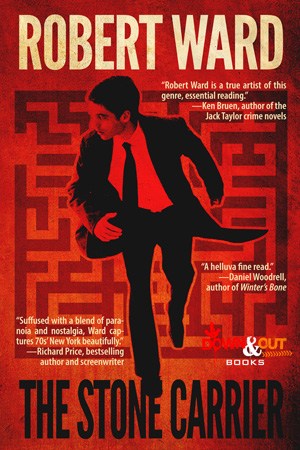 ROBERT WARD
“Robert Ward is a true artist of this
genre, essential reading.”
—Ken Bruen, author of the
Jack Taylor crime novels
“A helluva fine read.”
—Daniel Woodrell,
author of Winter’s Bone
“Suffused with a blend of para-
noia and nostalgia, Ward cap-
tures 70s’ New York beautifully.”
—Richard Price, bestselling
author and screenwriter
DOWN&OUT
BOOKS
THE STONE CARRIER